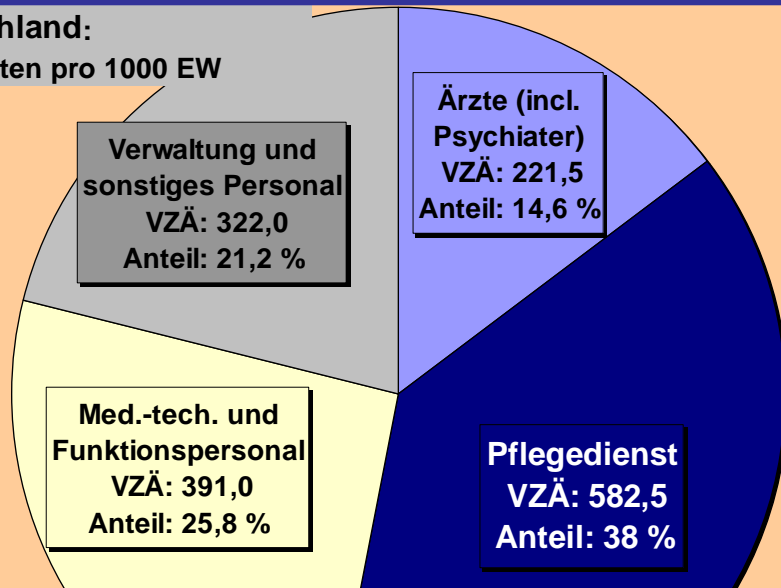 hland:
ten pro 1000 EW
Ärzte (incl.
Psychiater)
VZÄ: 221,5
Anteil: 14,6 %
Verwaltung und
sonstiges Personal
VZÄ: 322,0
Anteil: 21,2 %
Med.-tech. und
Funktionspersonal
VZÄ: 391,0
Anteil: 25,8 %
Pflegedienst
VZÄ: 582,5
Anteil: 38 %